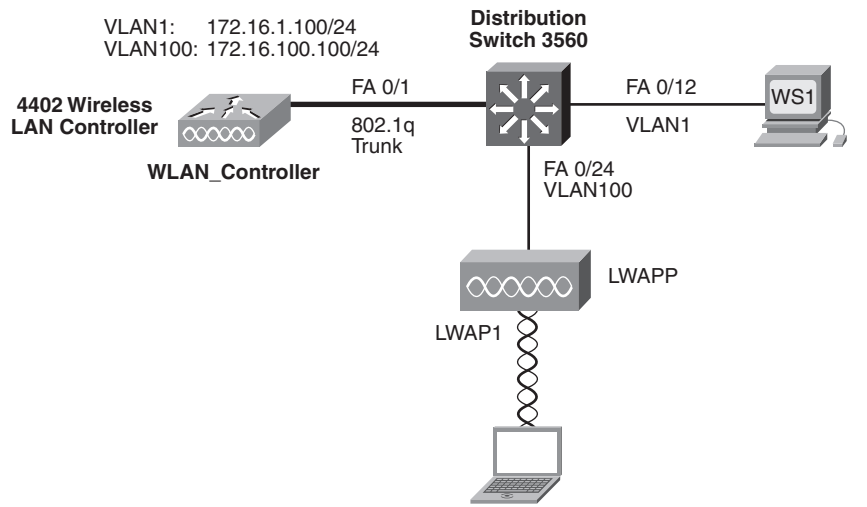 VLAN1: 172.16.1.100/24
VLAN100: 172.16.100.100/24
Distribution
Switch 3560
4402 Wireless
LAN Controller
FA 0/1
802.1q
Trunk
WLAN_Controller
FA 0/12
VLAN1
WS1
FA 0/24
VLAN100
LWAPP
LWAP1